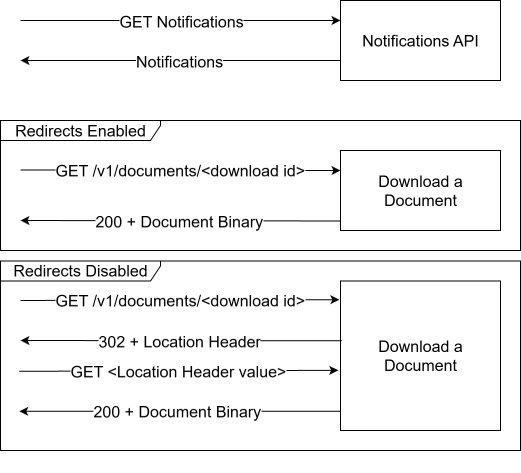 GET Notifications
Notifications API
Notifications
Redirects Enabled
GET /v1/documents/<download id>
Download a
Document
200 + Document Binary
Redirects Disabled
GET /v1/documents/<download id>
302 + Location Header
Download a
Document
GET <Location Header value>
200 + Document Binary